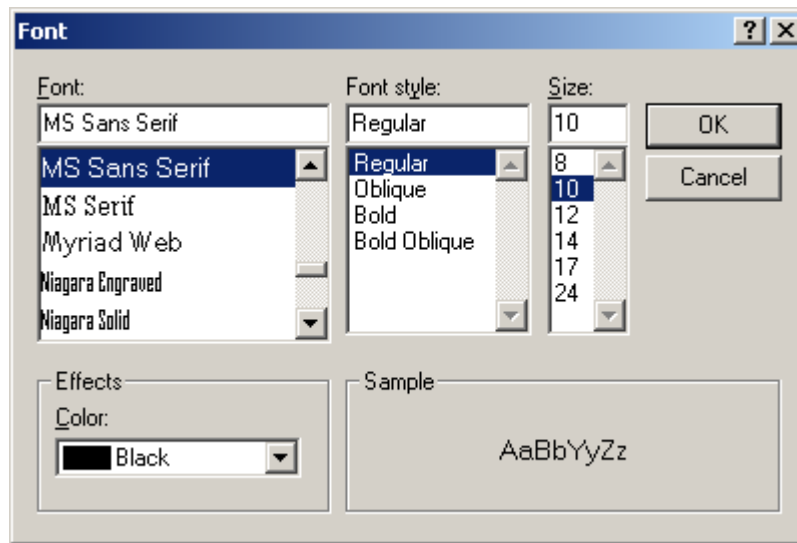 Font
Font:
Font style:
Size:
MS Sans Serif
Regular
10
OK
MS Sans Serif
MS Serif
Myriad Web
Niagara Engraved
Niagara Solid
Regular
Oblique
Bold
Bold Oblique
8
10
12
14
17
24
Cancel
Effects
Color:
Black
Sample
AaBbYyZz